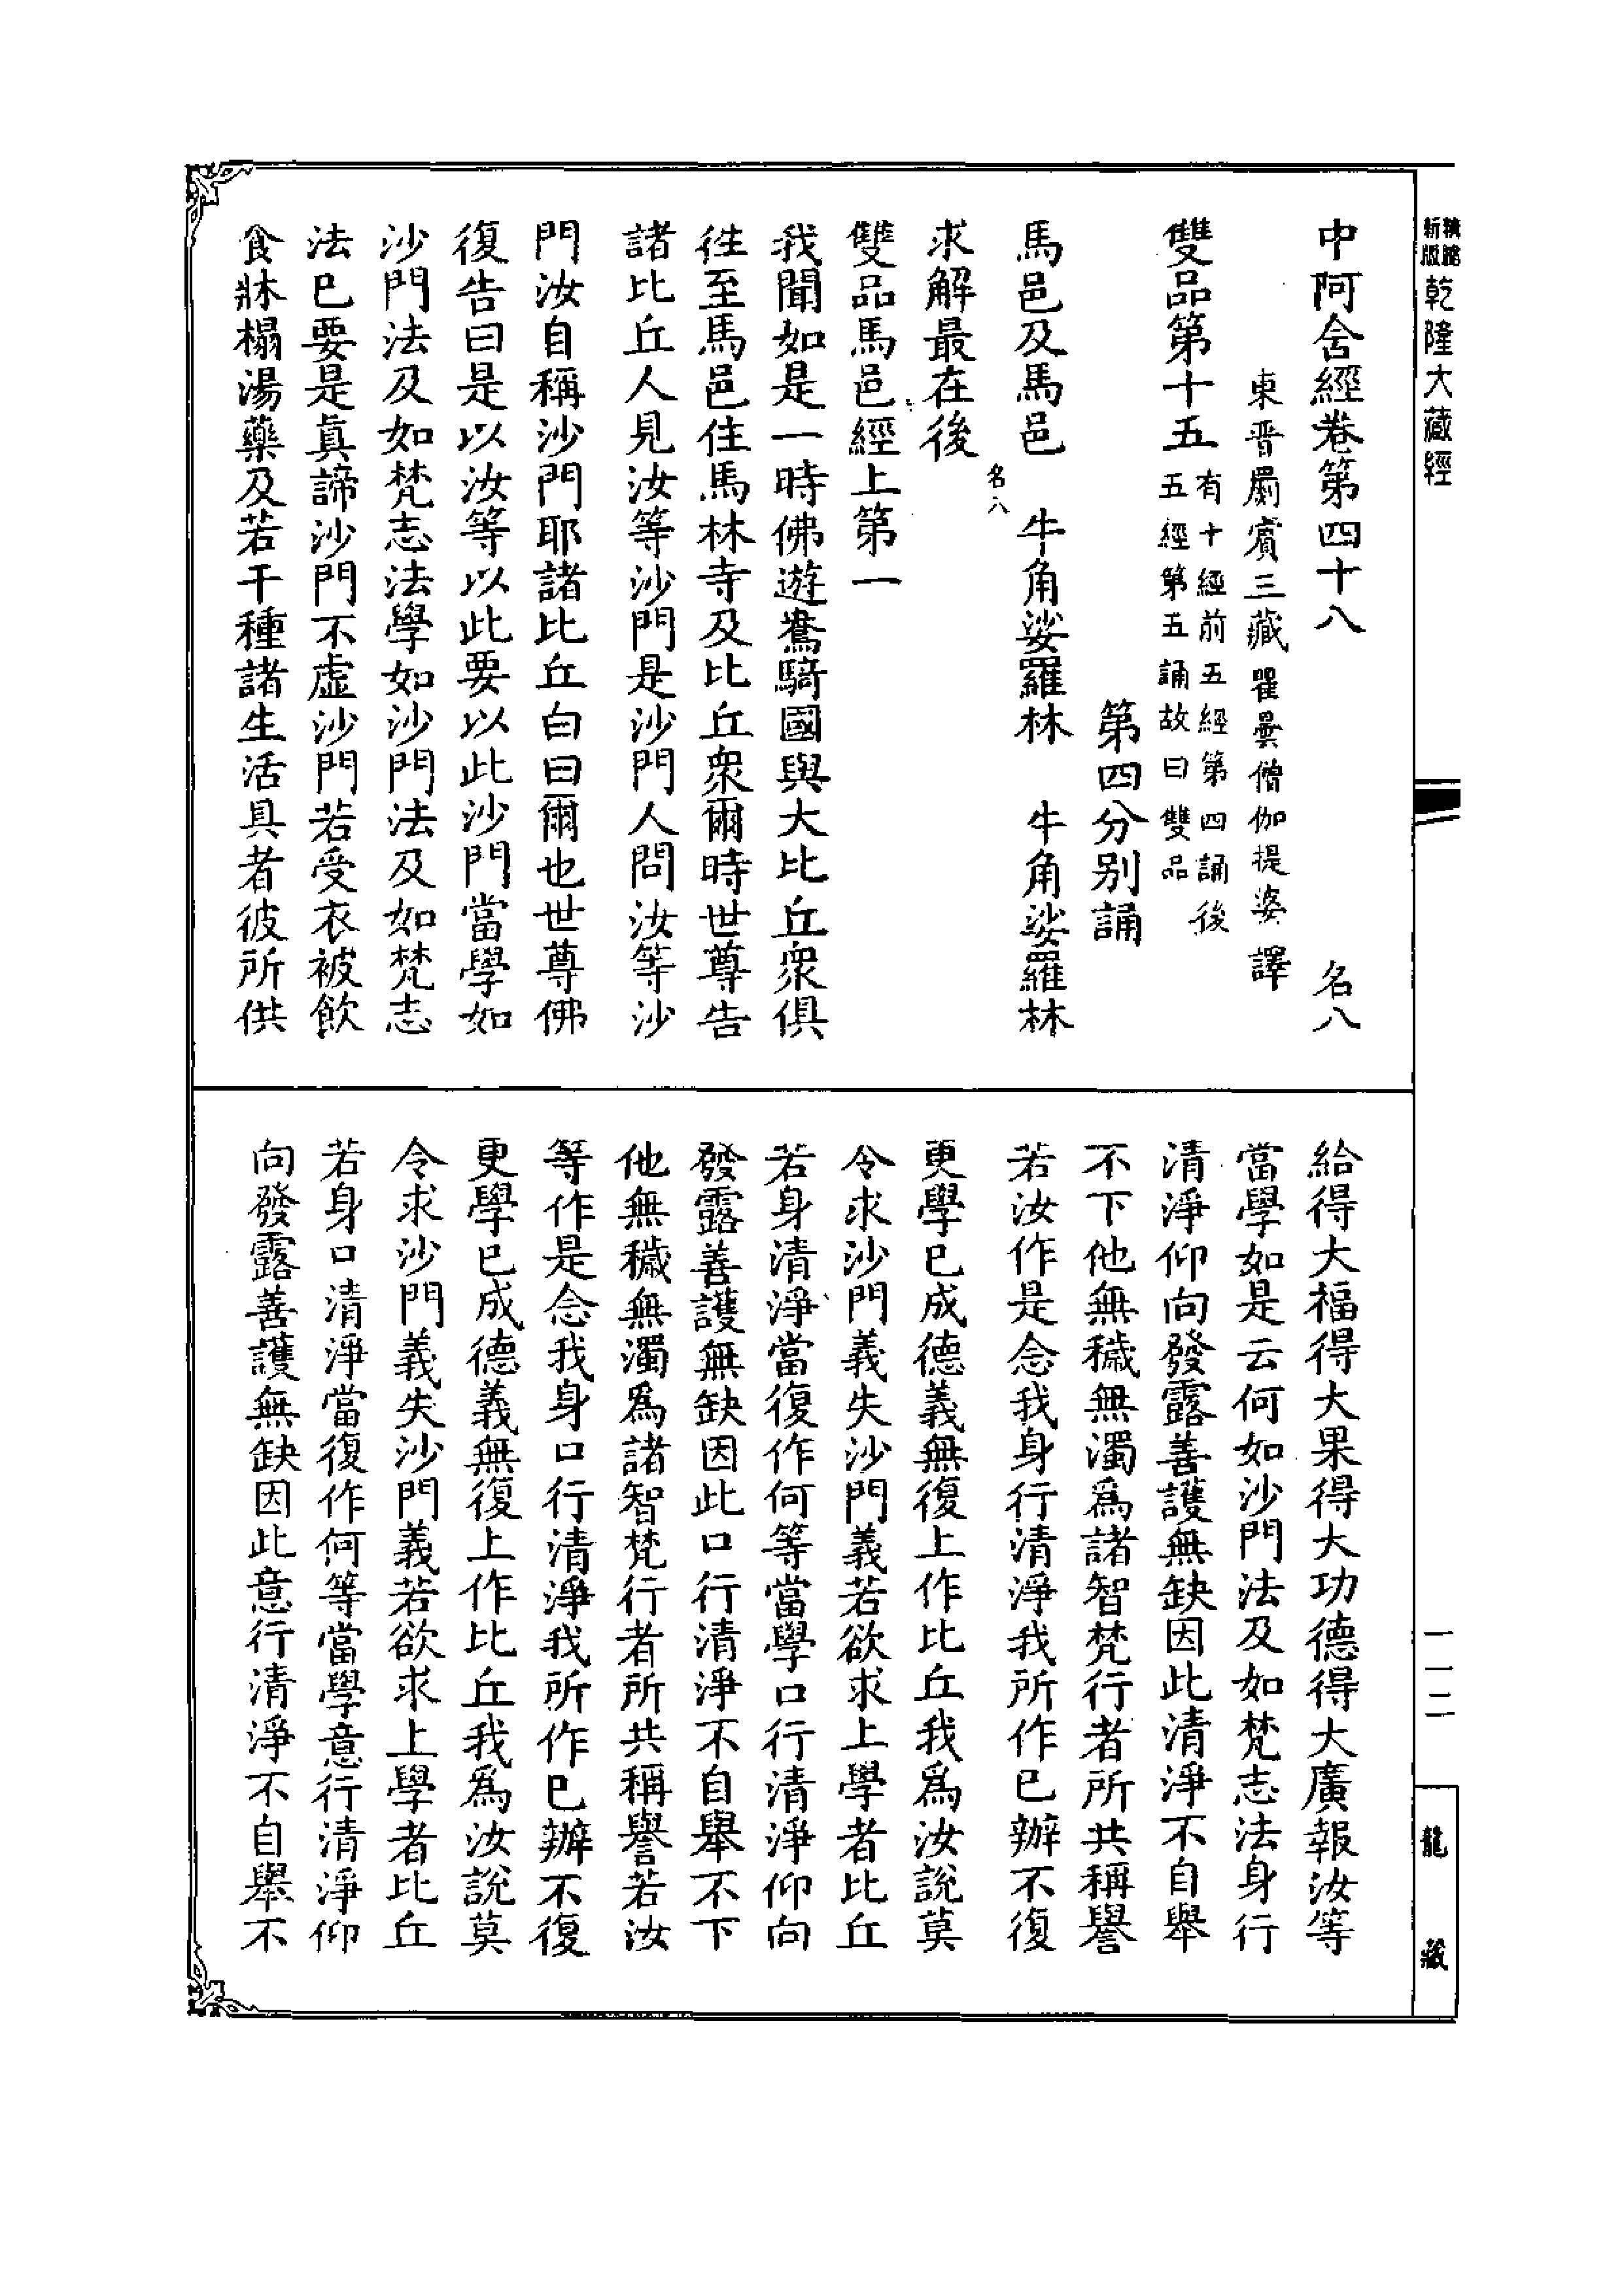 乾隆大藏經
一一二
龍藏
中阿含經卷第四十八 名八
東晉罽賓三藏瞿曇僧伽提婆譯
雙品第十五 有十經前五經第四誦後
五經第五誦故曰雙品
第四分别誦
馬邑及馬邑 牛角娑羅林 牛角娑羅林
名八
求解最在後
雙品馬邑經上第一
我聞如是一時佛遊鴦騎國與大比丘衆俱
徃至馬邑住馬林寺及比丘衆爾時世尊告
諸比丘人見汝等沙門是沙門人問汝等沙
門汝自稱沙門耶諸比丘白曰爾也世尊佛
復告曰是以汝等以此要以此沙門當學如
沙門法及如梵志法學如沙門法及如梵志
法已要是眞諦沙門不虛沙門若受衣被飲
食牀榻湯藥及若干種諸生活具者彼所供
給得大福得大果得大功德得大廣報汝等
當學如是云何如沙門法及如梵志法身行
清淨仰向發露善護無缺因此清淨不自舉
不下他無穢無濁爲諸智梵行者所共稱譽
若汝作是念我身行清淨我所作已辦不復
更學已成德義無復上作比丘我爲汝說莫
令求沙門義失沙門義若欲求上學者比丘
若身清淨當復作何等當學口行清淨仰向
發露善護無缺因此口行清淨不自舉不下
他無穢無濁爲諸智梵行者所共稱譽若汝
等作是念我身口行清淨我所作已辦不復
更學已成德義無復上作比丘我爲汝說莫
令求沙門義失沙門義若欲求上學者比丘
若身口清淨當復作何等當學意行清淨仰
向發露善護無缺因此意行清淨不自舉不